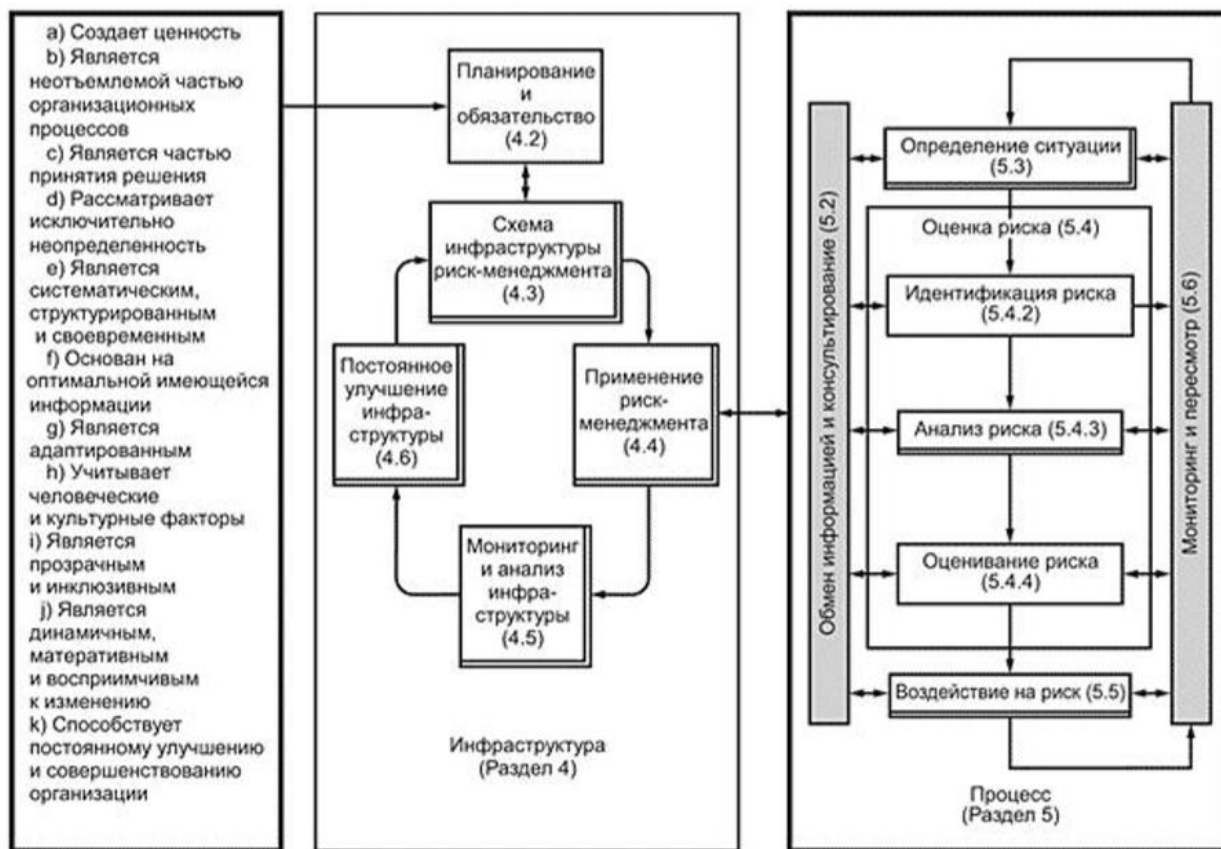 a) Создает ценность
b) Является
неотъемлемой частью
организационных
процессов
c) Является частью
принятия решения
d) Рассматривает
исключительно
неопределенность
e) Является
систематическим,
структурированным
и своевременным
f) Основан на
оптимальной имеющейся
информации
g) Является
адаптированным
h) Учитывает
человеческие
и культурные факторы
i) Является
прозрачным
и инклюзивным
j) Является
динамичным,
матеративным
и восприимчивым
к изменению
k) Способствует
постоянному улучшению
и совершенствованию
организации
Планирование
и
обязательство
(4.2)
Схема
инфраструктуры
риск-менеджмента
(4.3)
Постоянное
улучшение
инфра-
структуры
(4.6)
Применение
риск-
менеджмента
(4.4)
Мониторинг
и анализ
инфра-
структуры
(4.5)
Инфраструктура
(Раздел 4)
Обмен информацией и консультирование (5.2)
Определение ситуации
(5.3)
Оценка риска (5.4)
Идентификация риска
(5.4.2)
Анализ риска (5.4.3)
Оценивание риска
(5.4.4)
Воздействие на риск (5.5)
Мониторинг и пересмотр (5.6)
Процесс
(Раздел 5)